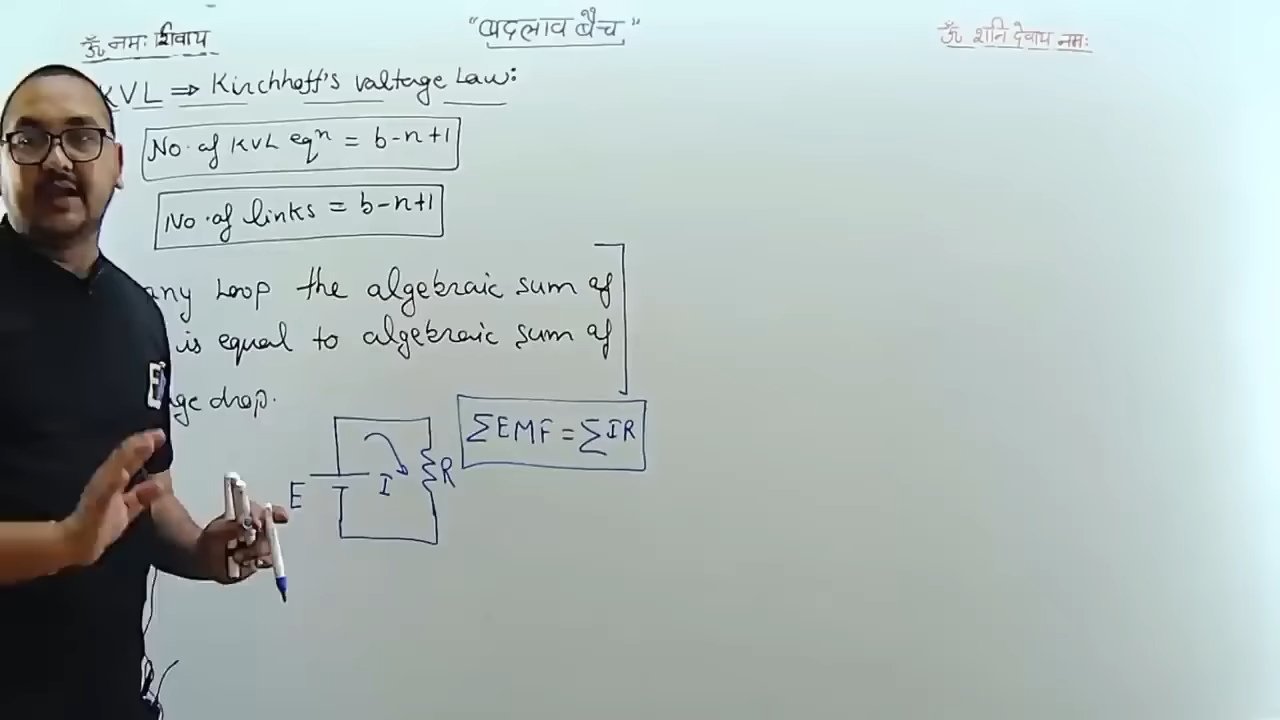 ॐ नमः शिवाय
"बदलाव बैच"
ॐ शनि देवाय नमः
KVL ⇒ Kirchhoff's Voltage Law:
No. of KVL eqⁿ = b-n+1
No. of links = b-n+1
any Loop the algebraic sum of
is equal to algebraic sum of
ge drop.
ΣEMF = ΣIR
E
I
R